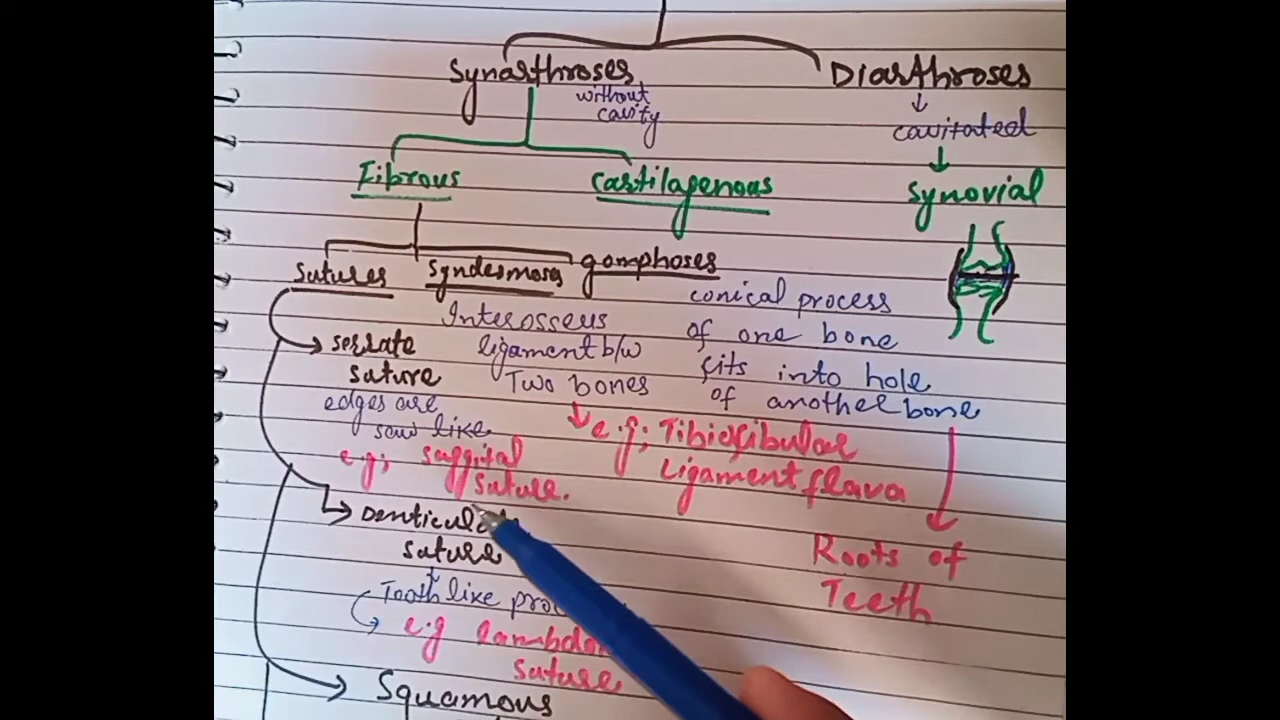 Synarthroses
Diarthroses
without
cavity
cavitated
Fibrous
Cartilagenous
Synovial
Sutures
Syndesmoses
gomphoses
Interosseus
ligament b/w
Two bones
conical process
of one bone
fits into hole
of another bone
serrate
suture
edges are
saw like
e.g; saggital
suture.
e.g; Tibiofibular
Ligament flava
Roots of
Teeth
Denticulate
suture
Tooth like
e.g
suture
Squamous